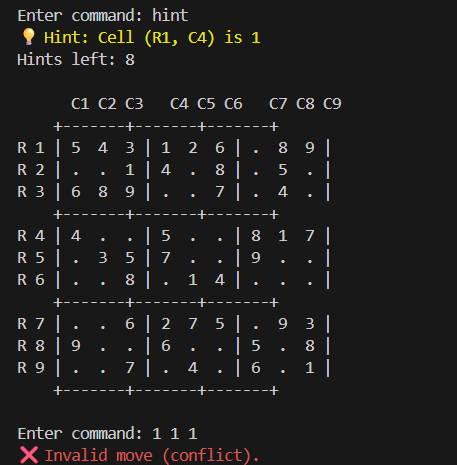 Enter command: hint
💡 Hint: Cell (R1, C4) is 1
Hints left: 8
C1 C2 C3   C4 C5 C6   C7 C8 C9
+-------+-------+-------+
R 1 | 5 4 3 | 1 2 6 | . 8 9 |
R 2 | . . 1 | 4 . 8 | . 5 . |
R 3 | 6 8 9 | . . 7 | . 4 . |
+-------+-------+-------+
R 4 | 4 . . | 5 . . | 8 1 7 |
R 5 | . 3 5 | 7 . . | 9 . . |
R 6 | . . 8 | . 1 4 | . . . |
+-------+-------+-------+
R 7 | . . 6 | 2 7 5 | . 9 3 |
R 8 | 9 . . | 6 . . | 5 . 8 |
R 9 | . . 7 | . 4 . | 6 . 1 |
+-------+-------+-------+
Enter command: 1 1 1
❌ Invalid move (conflict).